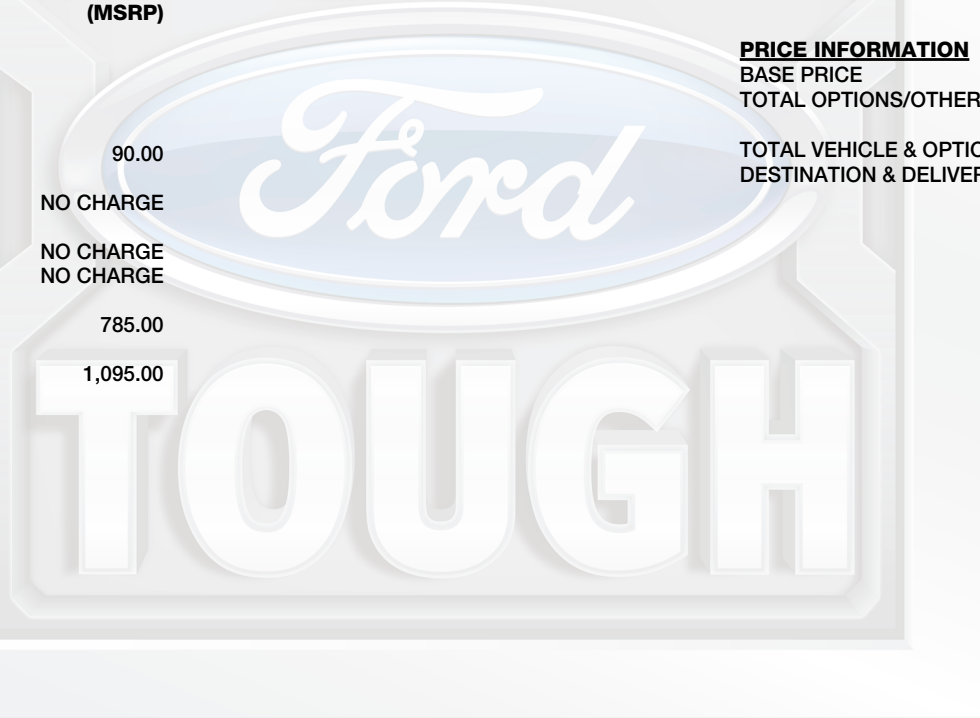 (MSRP)
90.00
NO CHARGE
NO CHARGE
NO CHARGE
785.00
1,095.00
PRICE INFORMATION
BASE PRICE
TOTAL OPTIONS/OTHER
TOTAL VEHICLE & OPTIO
DESTINATION & DELIVER
Ford
TOUGH